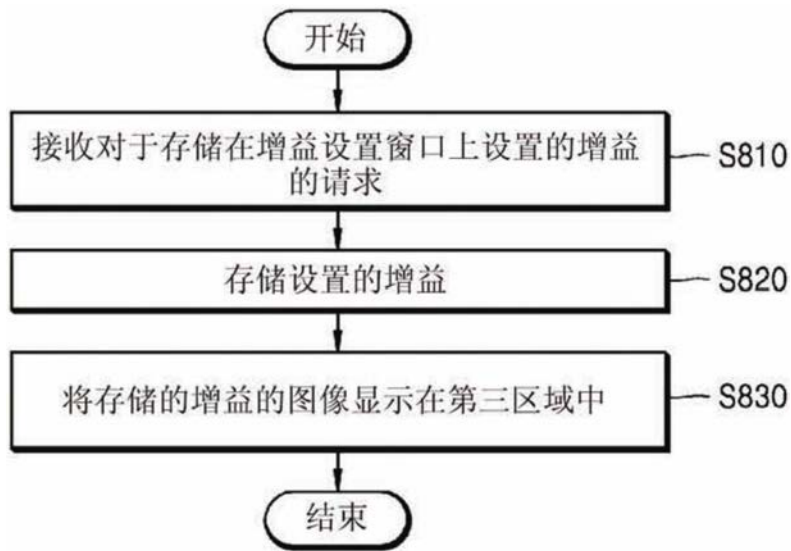 开始
接收对于存储在增益设置窗口上设置的增益
的请求
S810
存储设置的增益
S820
将存储的增益的图像显示在第三区域中
S830
结束